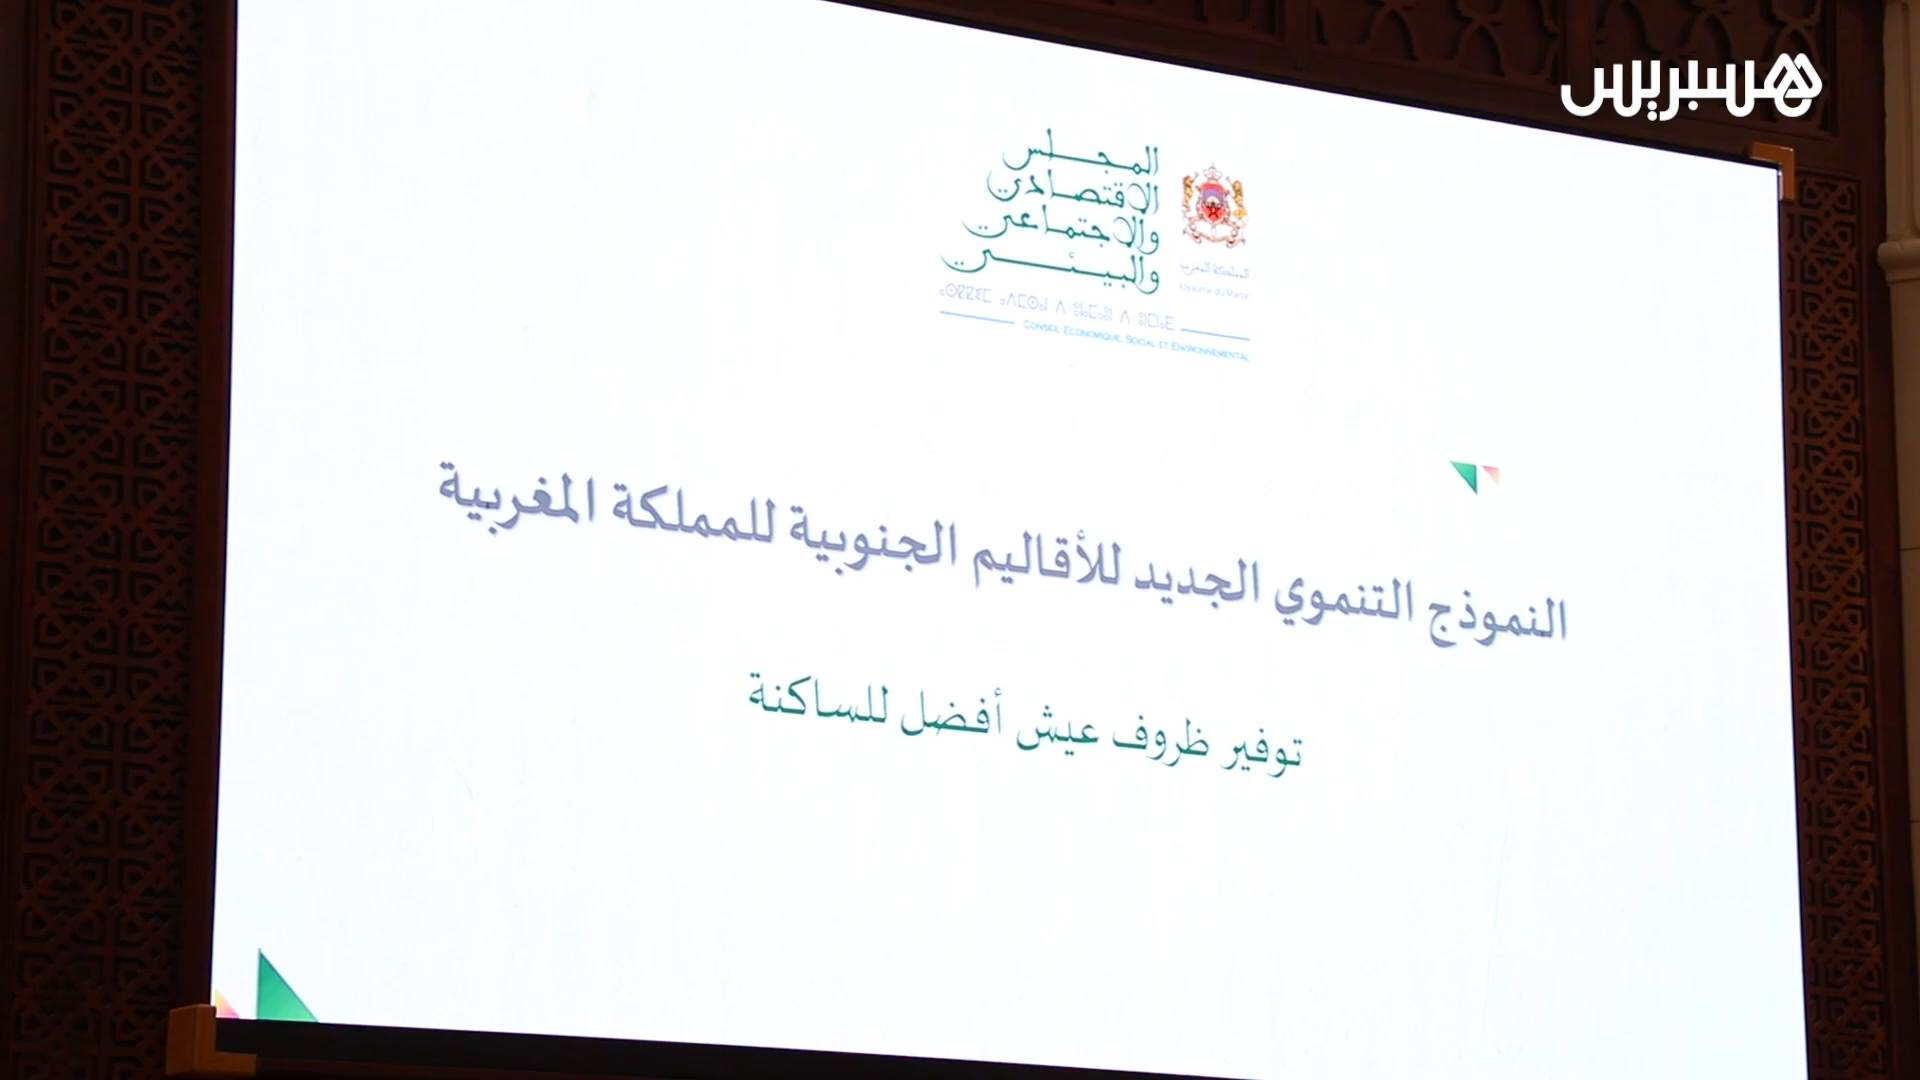 هسبريس
المجلس
الاقتصادي
والاجتماعي
والبيئي
المملكة المغربية
Royaume du Maroc
CONSEIL ECONOMIQUE, SOCIAL ET ENVIRONNEMENTAL
النموذج التنموي الجديد للأقاليم الجنوبية للمملكة المغربية
توفير ظروف عيش أفضل للساكنة